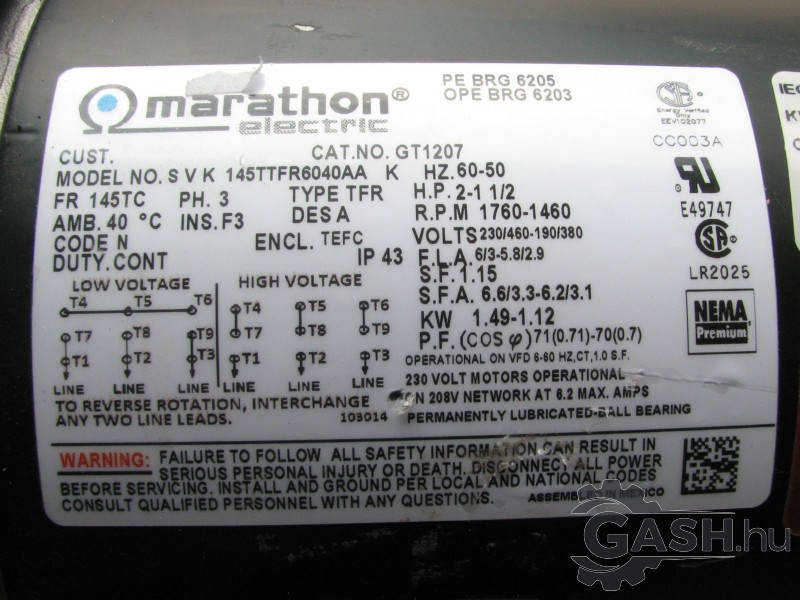 marathon®
electric
PE BRG 6205
OPE BRG 6203
Energy Verified
Only
EEV102077
CC003A
CUST.
CAT.NO. GT1207
MODEL NO. S V K 145TTFR6040AA K
HZ. 60-50
FR 145TC PH. 3 TYPE TFR
H.P. 2-1 1/2
AMB. 40 °C INS.F3 DES A
R.P.M 1760-1460
CODE N ENCL. TEFC
VOLTS 230/460-190/380
DUTY. CONT IP 43
F.L.A. 6/3-5.8/2.9
S.F. 1.15
S.F.A. 6.6/3.3-6.2/3.1
KW 1.49-1.12
P.F. (COS φ) 71(0.71)-70(0.7)
E49747
LR2025
NEMA
Premium
LOW VOLTAGE HIGH VOLTAGE
T4 T5 T6 T4 T5 T6
T7 T8 T9 T7 T8 T9
T1 T2 T3 T1 T2 T3
LINE LINE LINE LINE LINE LINE
OPERATIONAL ON VFD 6-60 HZ,CT,1.0 S.F.
230 VOLT MOTORS OPERATIONAL
ON 208V NETWORK AT 6.2 MAX. AMPS
PERMANENTLY LUBRICATED-BALL BEARING
TO REVERSE ROTATION, INTERCHANGE
ANY TWO LINE LEADS.
103014
WARNING: FAILURE TO FOLLOW ALL SAFETY INFORMATION CAN RESULT IN
SERIOUS PERSONAL INJURY OR DEATH. DISCONNECT ALL POWER
BEFORE SERVICING. INSTALL AND GROUND PER LOCAL AND NATIONAL CODES
CONSULT QUALIFIED PERSONNEL WITH ANY QUESTIONS.
ASSEMBLED IN MEXICO
GASH.hu